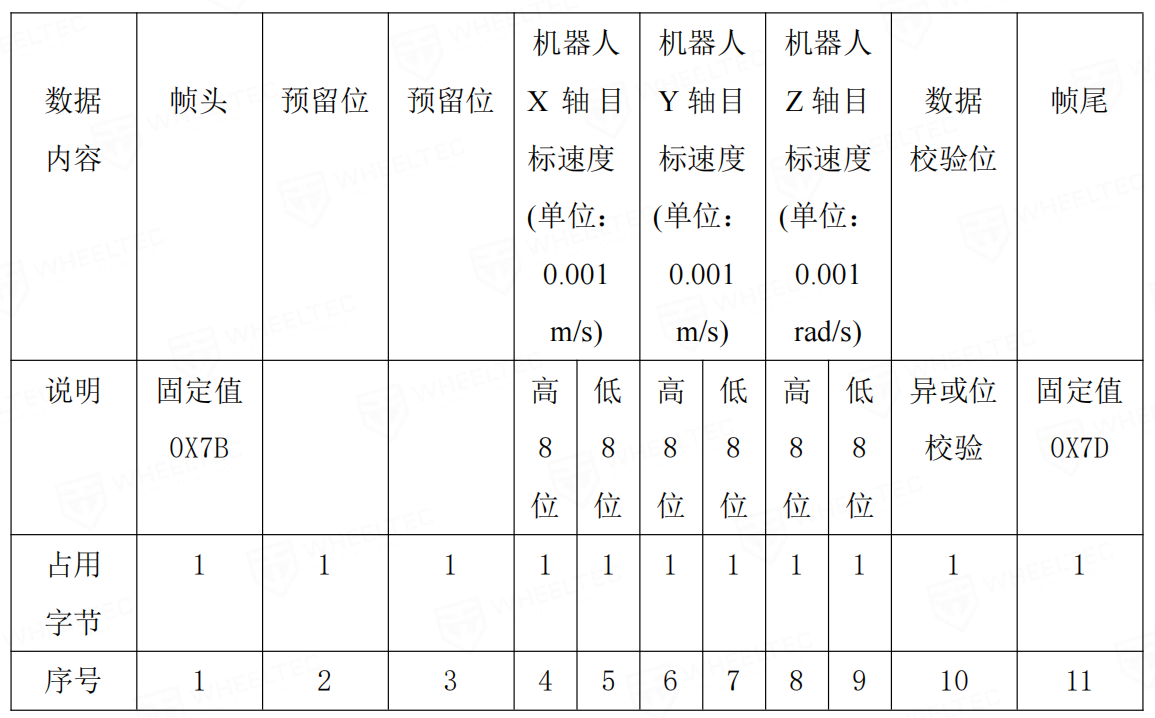 数据
内容
帧头
预留位
预留位
机器人
X 轴目
标速度
(单位：
0.001
m/s)
机器人
Y 轴目
标速度
(单位：
0.001
m/s)
机器人
Z 轴目
标速度
(单位：
0.001
rad/s)
数据
校验位
帧尾
说明
固定值
0X7B
高
8
位
低
8
位
高
8
位
低
8
位
高
8
位
低
8
位
异或位
校验
固定值
0X7D
占用
字节
1
1
1
1
1
1
1
1
1
1
1
序号
1
2
3
4
5
6
7
8
9
10
11
WHEELTEC